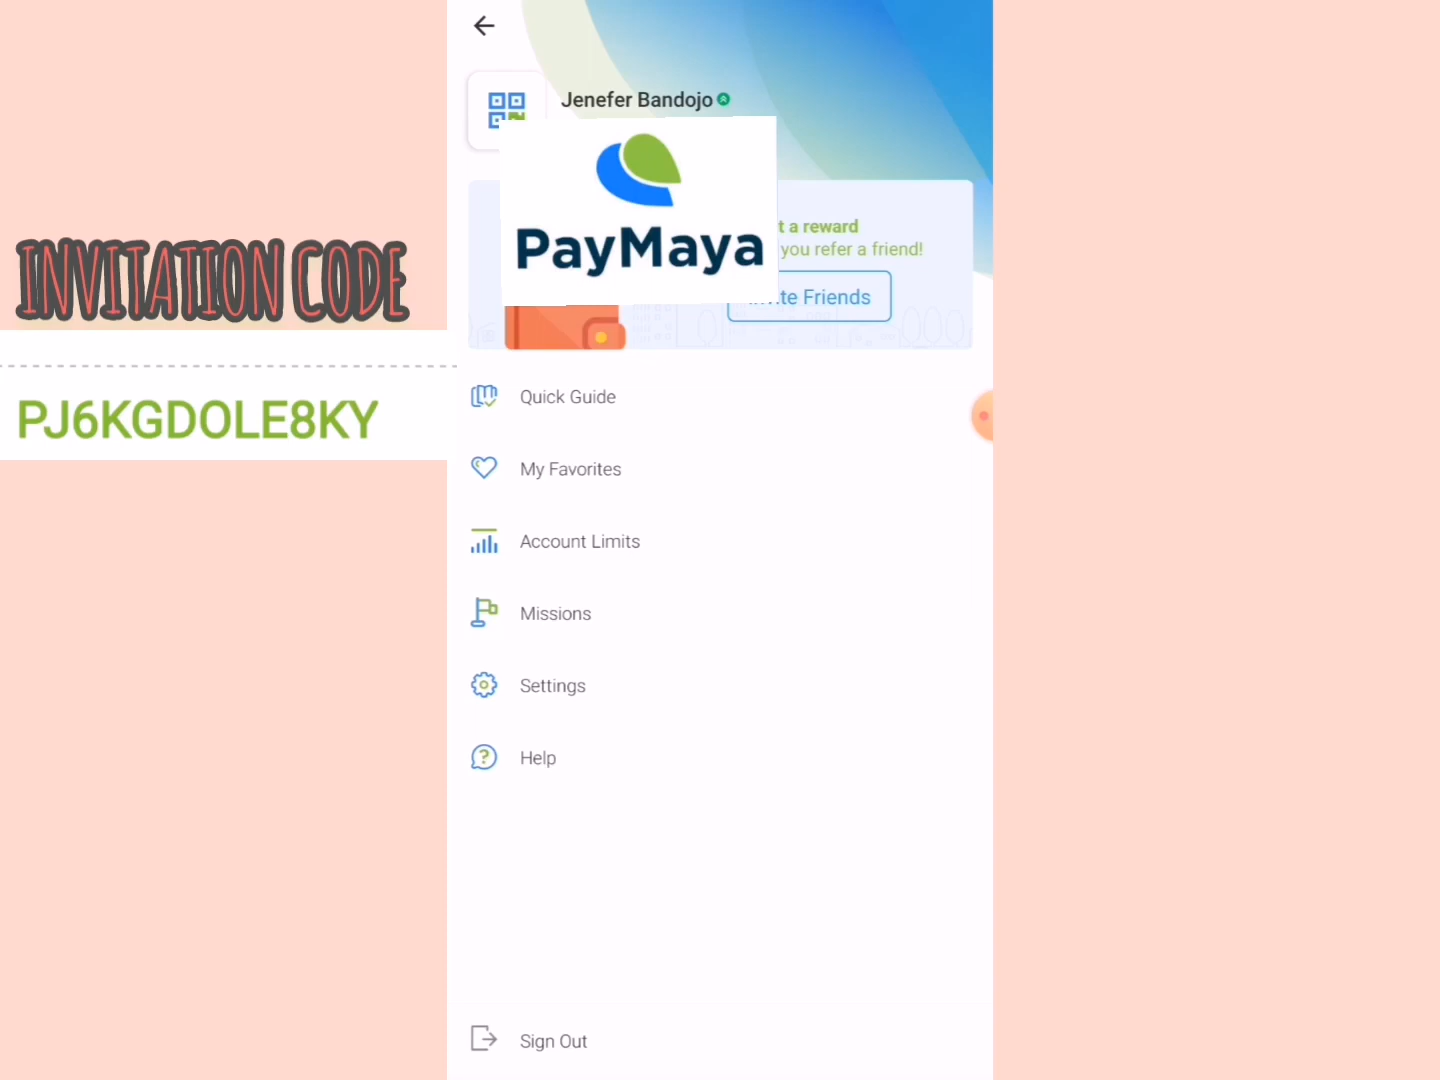 INVITATION CODE
PJ6KGDOLE8KY
Jenefer Bandojo
PayMaya
t a reward
you refer a friend!
te Friends
Quick Guide
My Favorites
Account Limits
Missions
Settings
Help
Sign Out